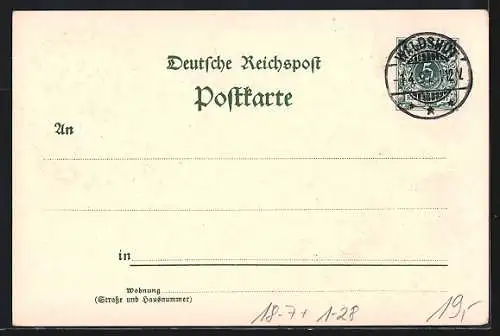 Deutsche Reichspost
Postkarte
WALDSHUT
5
An
in
Wohnung
(Straße und Hausnummer)
18-7+ 1-28
19,-